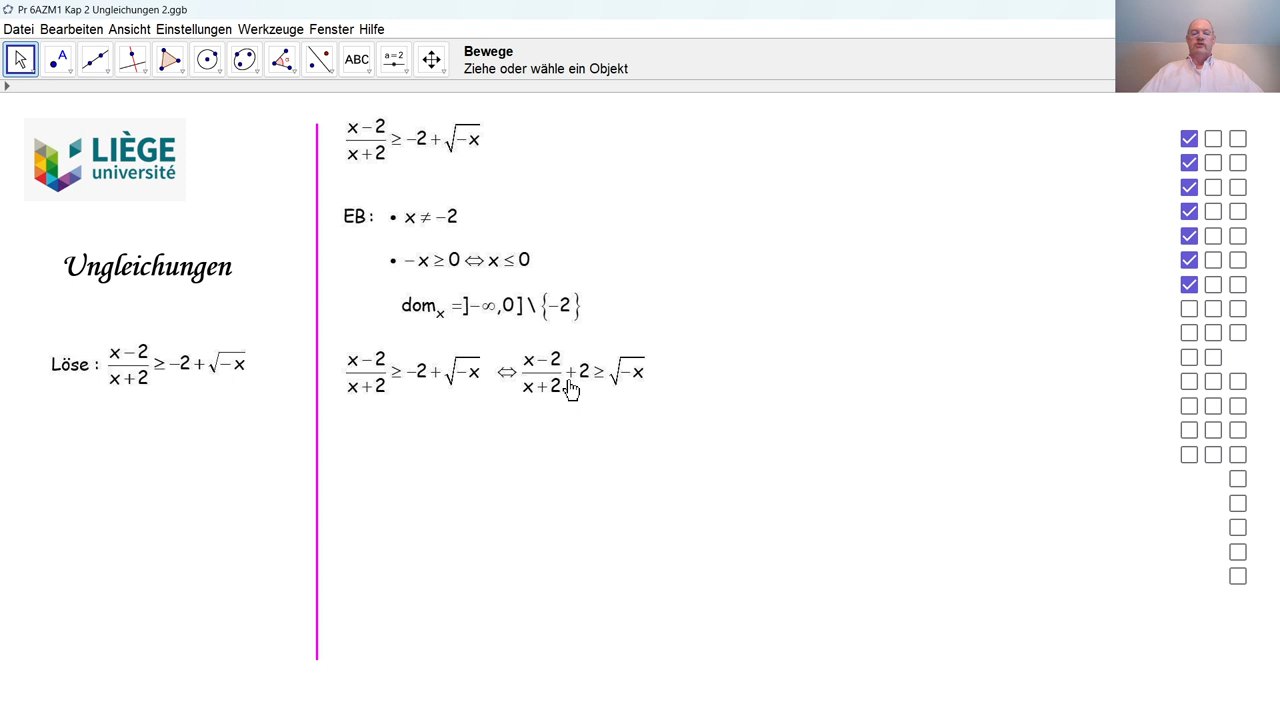 Pr 6AZM1 Kap 2 Ungleichungen 2.ggb
Datei Bearbeiten Ansicht Einstellungen Werkzeuge Fenster Hilfe
A ABC a=2
Bewege
Ziehe oder wähle ein Objekt
LIÈGE
université
Ungleichungen
Löse : (x−2)/(x+2) ≥ −2+√−x
(x−2)/(x+2) ≥ −2+√−x
EB : • x ≠ −2
• −x ≥ 0 ⇔ x ≤ 0
domₓ =]−∞,0] \ {−2}
(x−2)/(x+2) ≥ −2+√−x ⇔ (x−2)/(x+2) +2 ≥ √−x